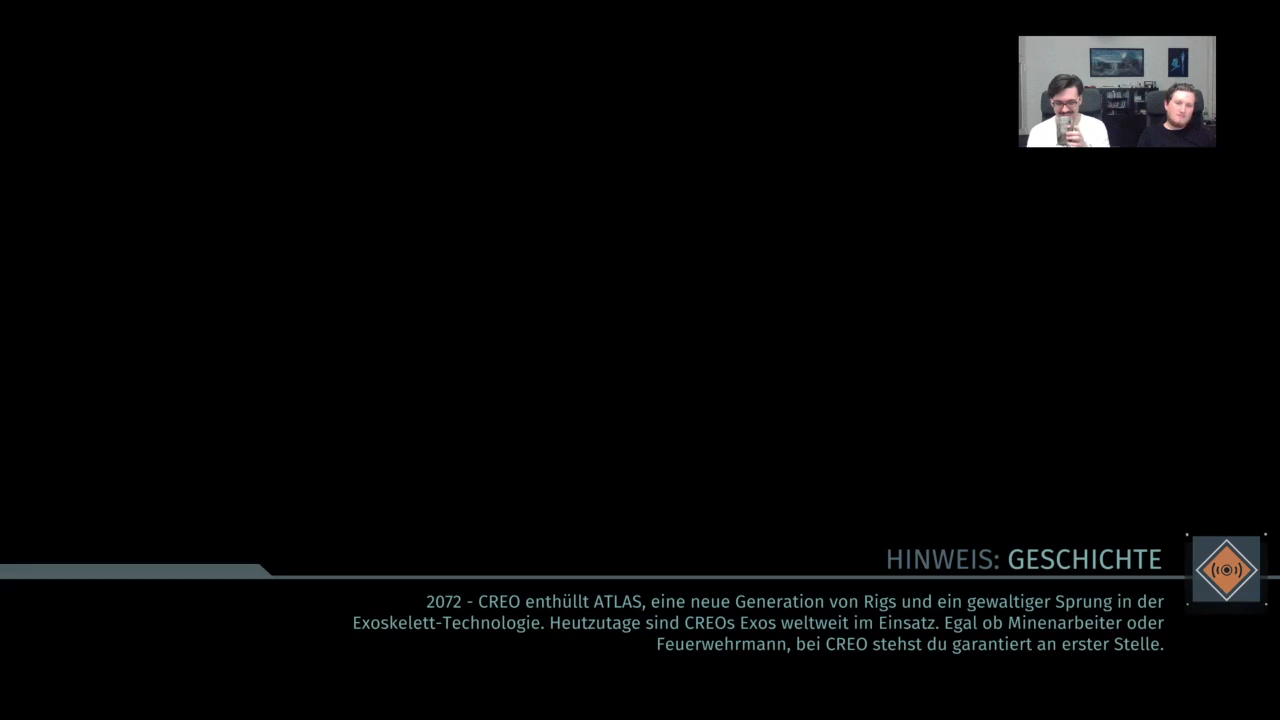 HINWEIS: GESCHICHTE
2072 - CREO enthüllt ATLAS, eine neue Generation von Rigs und ein gewaltiger Sprung in der
Exoskelett-Technologie. Heutzutage sind CREOs Exos weltweit im Einsatz. Egal ob Minenarbeiter oder
Feuerwehrmann, bei CREO stehst du garantiert an erster Stelle.